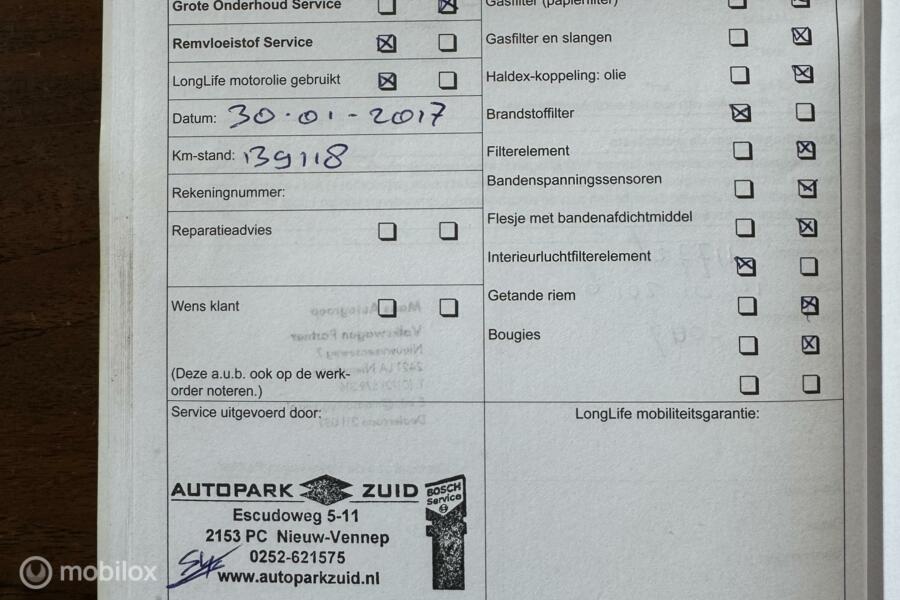 Grote Onderhoud Service
Remvloeistof Service
LongLife motorolie gebruikt
Datum: 30-01-2017
Km-stand: 139118
Rekeningnummer:
Reparatieadvies
Wens klant
(Deze a.u.b. ook op de werk-
order noteren.)
Gasfilter (papierfilter)
Gasfilter en slangen
Haldex-koppeling: olie
Brandstoffilter
Filterelement
Bandenspanningssensoren
Flesje met bandenafdichtmiddel
Interieurluchtfilterelement
Getande riem
Bougies
Service uitgevoerd door:
AUTOPARK ZUID
BOSCH
Service
Escudoweg 5-11
2153 PC Nieuw-Vennep
0252-621575
www.autoparkzuid.nl
LongLife mobiliteitsgarantie:
mobilox